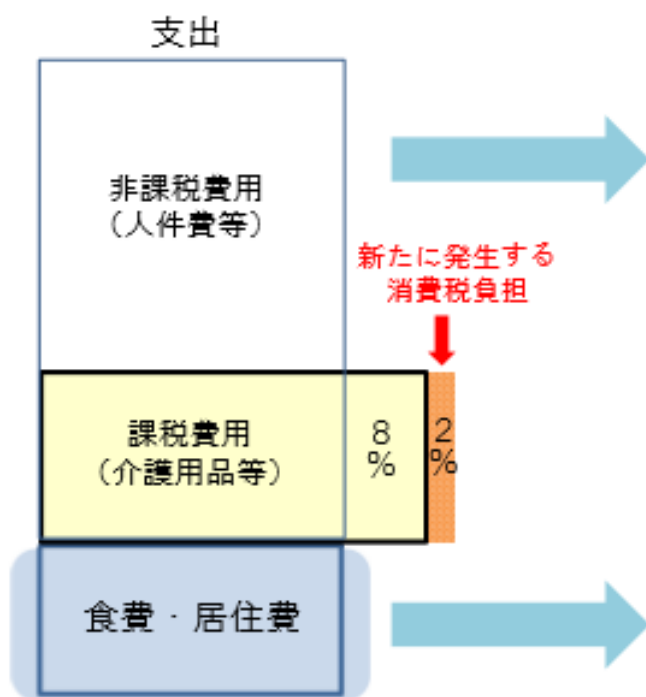 支出
非課税費用
（人件費等）
新たに発生する
消費税負担
課税費用
（介護用品等）
8
%
2
%
食費・居住費